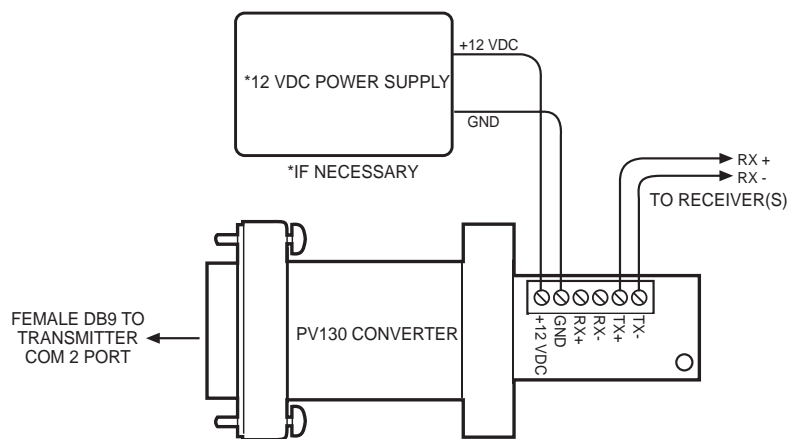 +12 VDC
*12 VDC POWER SUPPLY
GND
*IF NECESSARY
RX +
RX -
TO RECEIVER(S)
FEMALE DB9 TO
TRANSMITTER
COM 2 PORT
PV130 CONVERTER
+12 VDC
GND
RX+
RX-
TX+
TX-